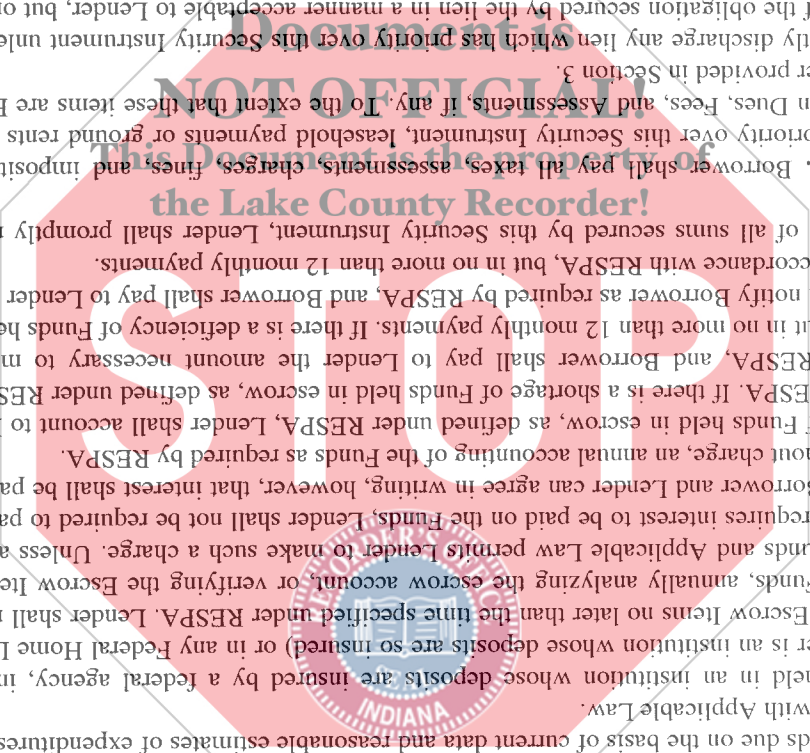 Document is
NOT OFFICIAL!
This Document is the property of
the Lake County Recorder!
STOP
RECORDER'S OFFICE
SEAL
INDIANA
is due on the basis of current data and reasonable estimates of expenditures
with Applicable Law.
eld in an institution whose deposits are insured by a federal agency, in
er is an institution whose deposits are so insured) or in any Federal Home L
Escrow Items no later than the time specified under RESPA. Lender shall
unds, annually analyzing the escrow account, or verifying the Escrow Ite
unds and Applicable Law permits Lender to make such a charge. Unless a
requires interest to be paid on the Funds, Lender shall not be required to pa
orrower and Lender can agree in writing, however, that interest shall be pa
hout charge, an annual accounting of the Funds as required by RESPA.
f Funds held in escrow, as defined under RESPA, Lender shall account to
ESPA. If there is a shortage of Funds held in escrow, as defined under RES
RESPA, and Borrower shall pay to Lender the amount necessary to m
ut in no more than 12 monthly payments. If there is a deficiency of Funds he
notify Borrower as required by RESPA, and Borrower shall pay to Lender
ccordance with RESPA, but in no more than 12 monthly payments.
of all sums secured by this Security Instrument, Lender shall promptly
. Borrower shall pay all taxes, assessments, charges, fines, and imposit
riority over this Security Instrument, leasehold payments or ground rents
n Dues, Fees, and Assessments, if any. To the extent that these items are E
er provided in Section 3.
tly discharge any lien which has priority over this Security Instrument unle
f the obligation secured by the lien in a manner acceptable to Lender, but on